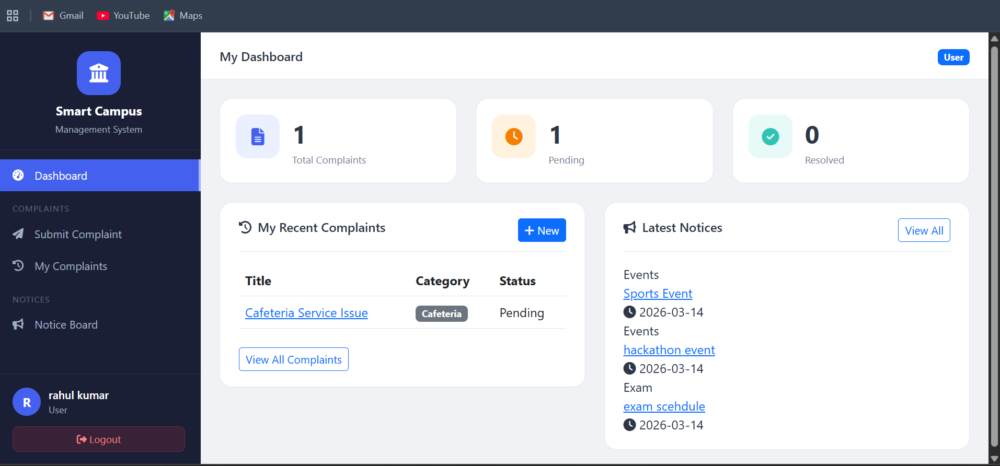 Gmail YouTube Maps
Smart Campus
Management System
Dashboard
COMPLAINTS
Submit Complaint
My Complaints
NOTICES
Notice Board
R
rahul kumar
User
Logout
My Dashboard
User
1
Total Complaints
1
Pending
0
Resolved
My Recent Complaints
+ New
Title Category Status
Cafeteria Service Issue Cafeteria Pending
View All Complaints
Latest Notices
View All
Events
Sports Event
2026-03-14
Events
hackathon event
2026-03-14
Exam
exam scehdule
2026-03-14